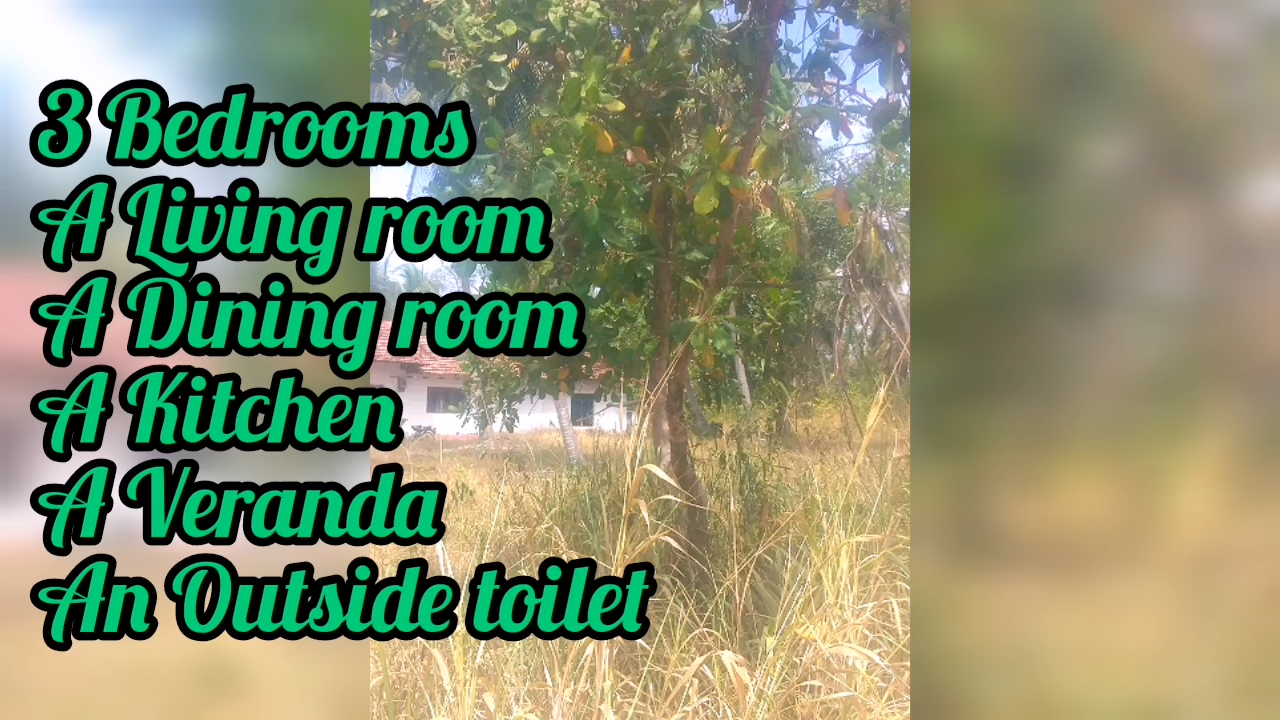 3 Bedrooms
A Living room
A Dining room
A Kitchen
A Veranda
An Outside toilet